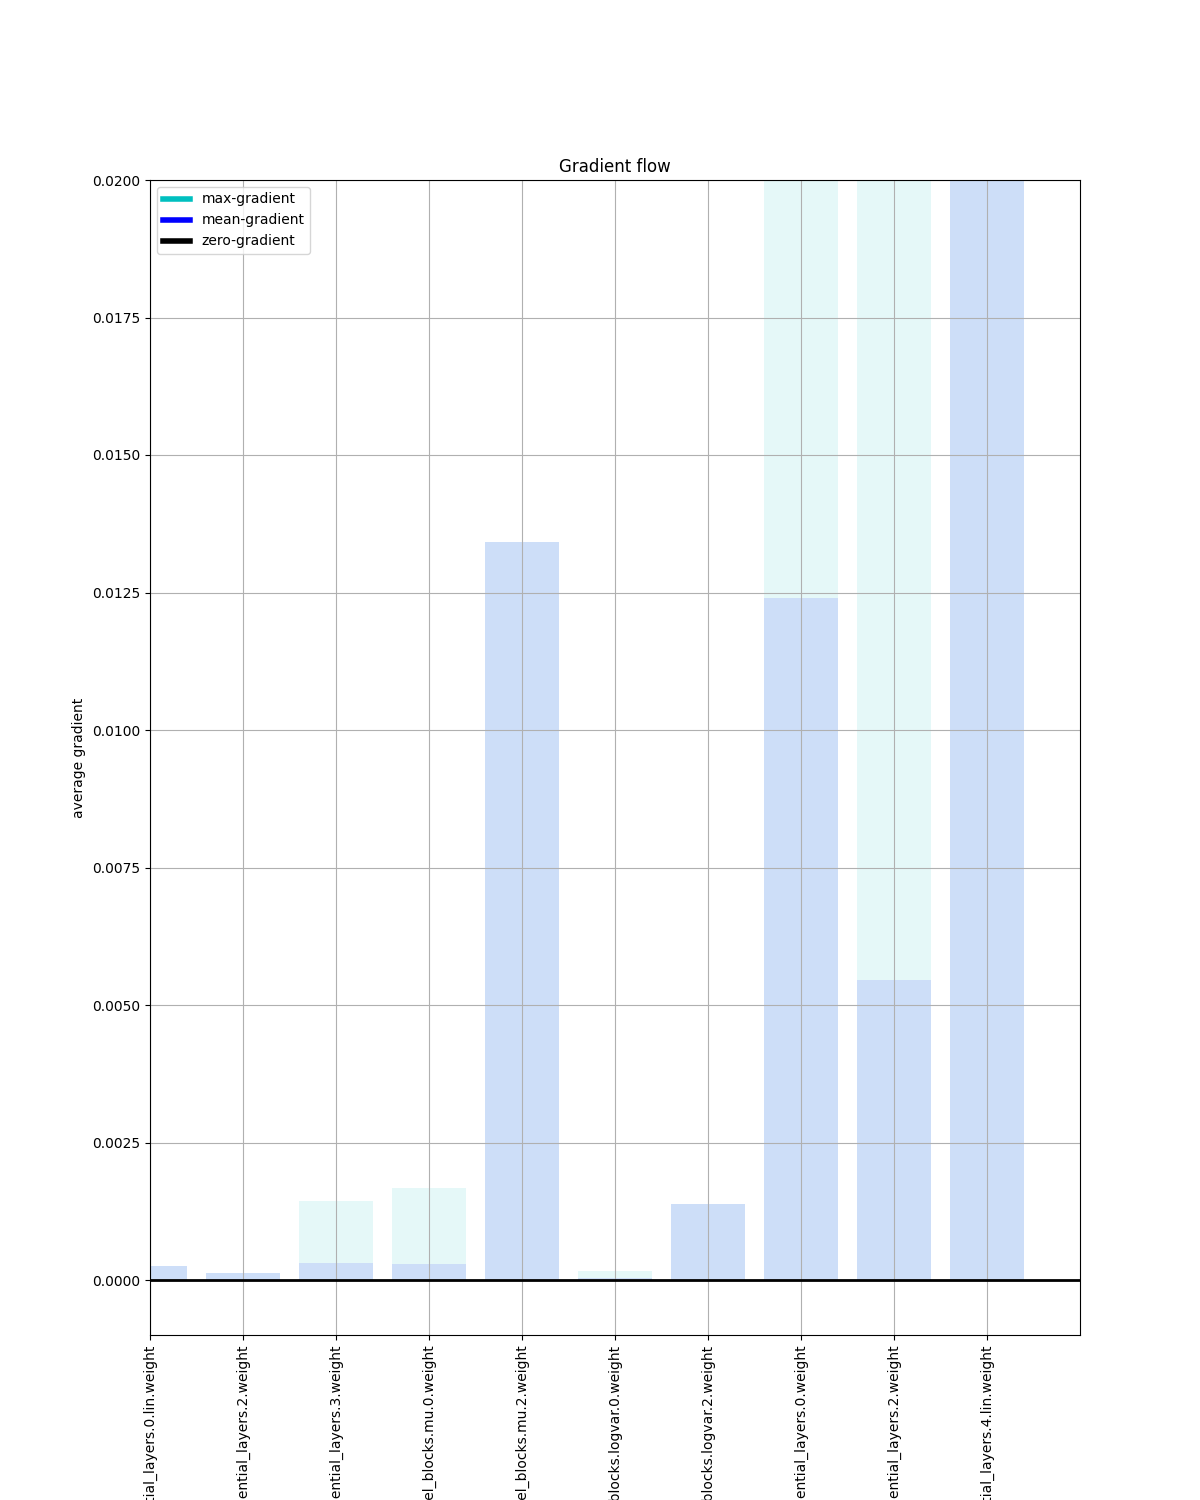 Gradient flow
max-gradient
mean-gradient
zero-gradient
average gradient
0.0200
0.0175
0.0150
0.0125
0.0100
0.0075
0.0050
0.0025
0.0000
tial_layers.0.lin.weight
ential_layers.2.weight
ential_layers.3.weight
el_blocks.mu.0.weight
el_blocks.mu.2.weight
blocks.logvar.0.weight
blocks.logvar.2.weight
ential_layers.0.weight
ential_layers.2.weight
tial_layers.4.lin.weight